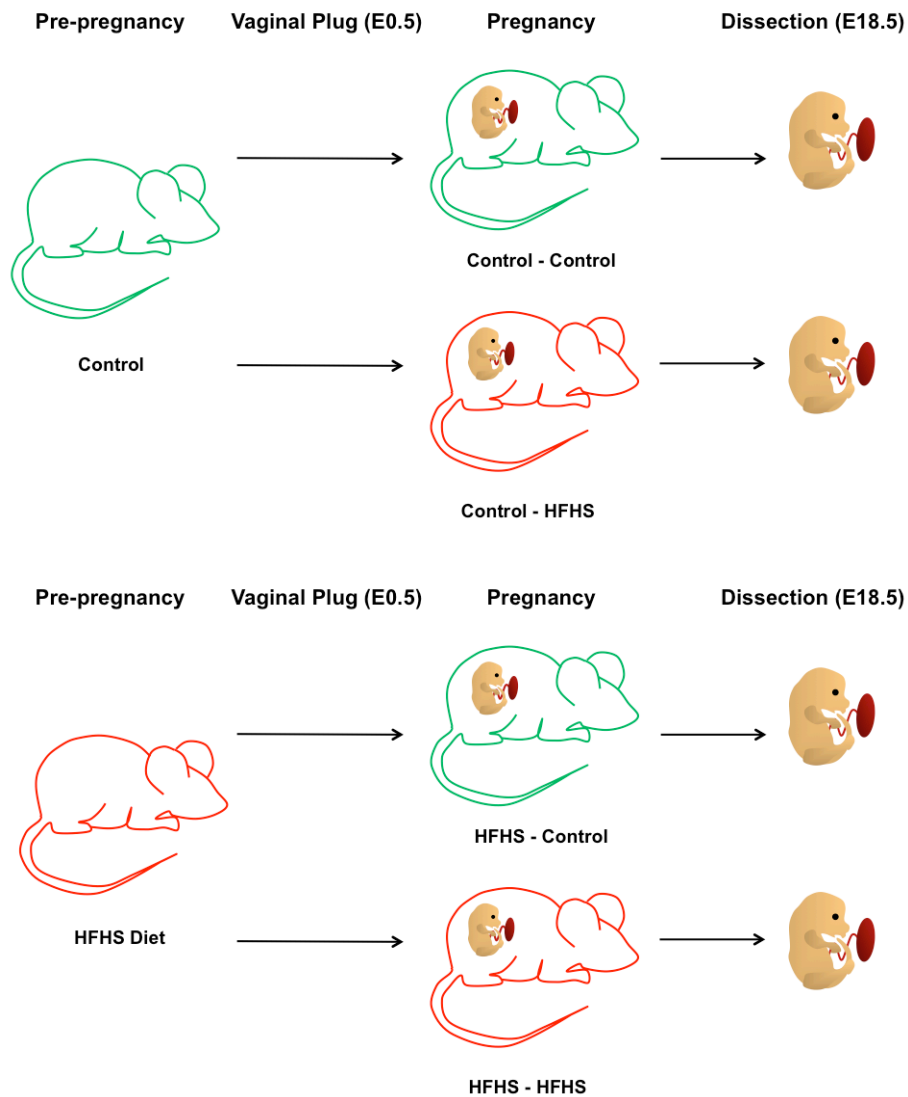 Pre-pregnancy Vaginal Plug (E0.5) Pregnancy Dissection (E18.5)
Control - Control
Control
Control - HFHS
Pre-pregnancy Vaginal Plug (E0.5) Pregnancy Dissection (E18.5)
HFHS - Control
HFHS Diet
HFHS - HFHS